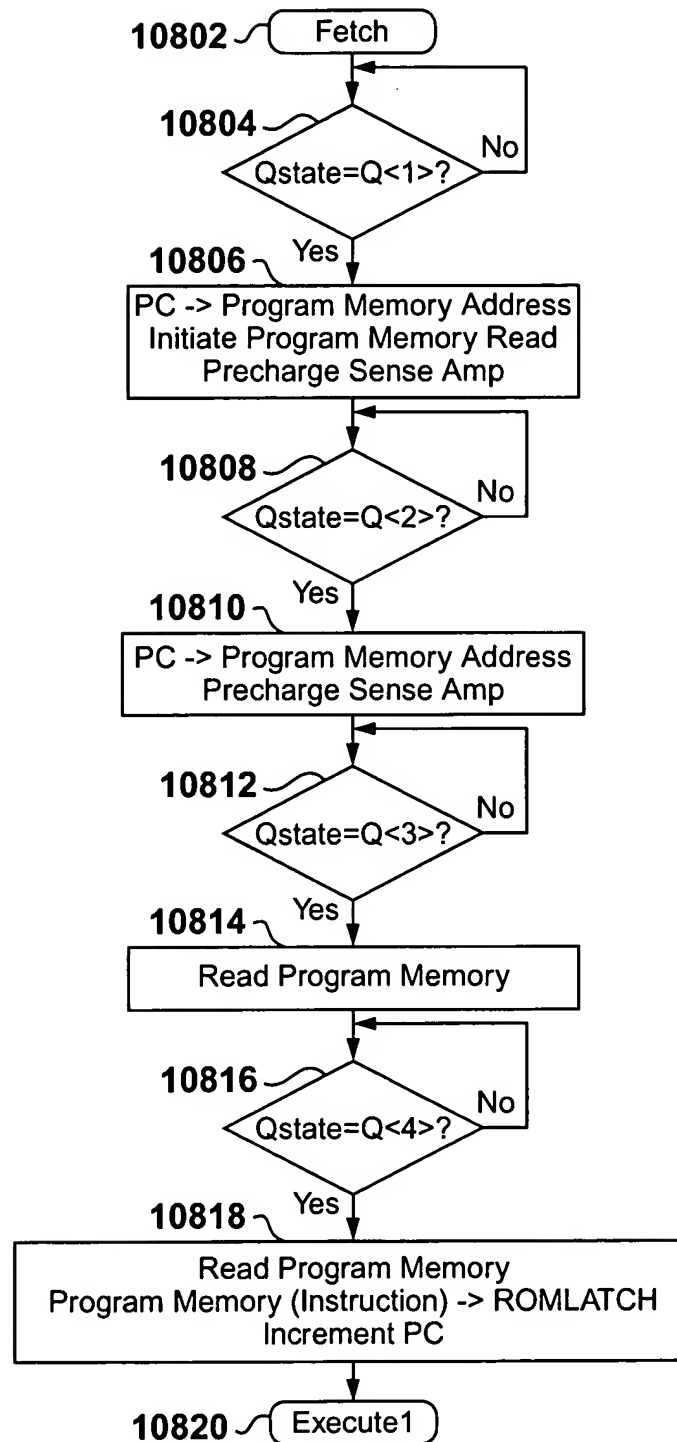 10802
Fetch
10804
Qstate=Q<1>?
No
Yes
10806
PC -> Program Memory Address
Initiate Program Memory Read
Precharge Sense Amp
10808
Qstate=Q<2>?
No
Yes
10810
PC -> Program Memory Address
Precharge Sense Amp
10812
Qstate=Q<3>?
No
Yes
10814
Read Program Memory
10816
Qstate=Q<4>?
No
Yes
10818
Read Program Memory
Program Memory (Instruction) -> ROMLATCH
Increment PC
10820
Execute1